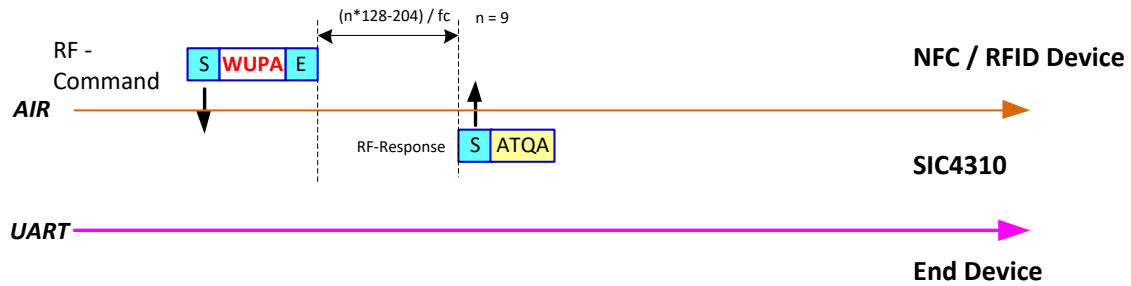 (n*128-204) / fc
n = 9
RF -
Command
S WUPA E
NFC / RFID Device
AIR
RF-Response
S ATQA
SIC4310
UART
End Device